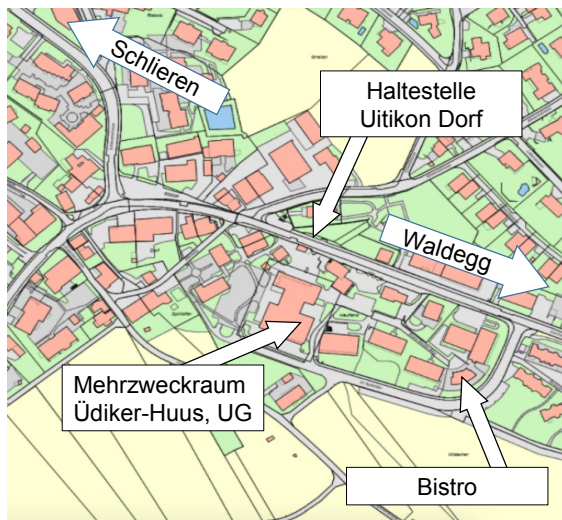 Schlieren
Haltestelle
Uitikon Dorf
Waldegg
Mehrzweckraum
Üdiker-Huus, UG
Bistro